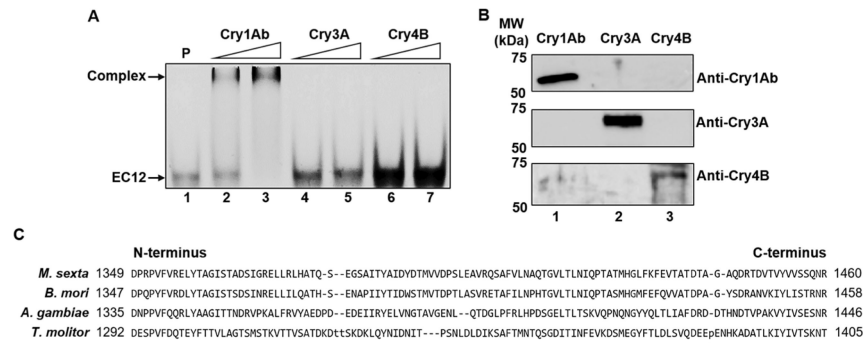 A
P Cry1Ab Cry3A Cry4B
Complex
EC12
1 2 3 4 5 6 7
B
MW (kDa)
Cry1Ab Cry3A Cry4B
75
50
Anti-Cry1Ab
75
50
Anti-Cry3A
75
50
Anti-Cry4B
1 2 3
C
N-terminus C-terminus
M. sexta 1349 DPRPVFVRELYTAGISTADSIGRELLRLHATQ-S--EGSAITYAIDYDTMVVDPSLEAVRQSAFVLNAQTGVLTLNIQPTATMHGLFKFEVTATDTA-G-AQDRTDVTVYVVSSQNR 1460
B. mori 1347 DPQPYFVRDLYTAGISTSDSINRELLILQATH-S--ENAPIIYTIDWSTMVTDPTLASVRETAFILNPHTGVLTLNIQPTASMHGMFEFQVVATDPA-G-YSDRANVKIYLISTRNR 1458
A. gambiae 1335 DNPPVFQQRLYAAGITTNDRVPKALFRVYAEDPD--EDEIIRYELVNGTAVGENL--QTDGLPFRLHPDSGELTLTSKVQPNQNGYYQLTLIAFDRD-DTHNDTVPAKVYIVSESNR 1446
T. molitor 1292 DESPVFDQTEYFTTVLAGTSMSTKVTTVSATDKDttSKDKLQYNIDNIT---PSNLDLDIKSAFTMNTQSGDITINFEVKDSMEGYFTLDLSVQDEEpENHKADATLKIYIVTSKNT 1405